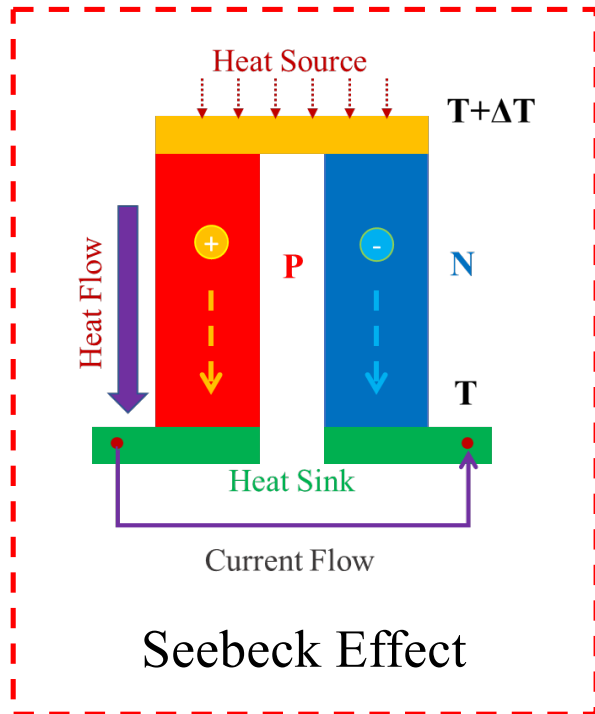 Heat Source
T+ΔT
+
-
P
N
Heat Flow
T
Heat Sink
Current Flow
Seebeck Effect